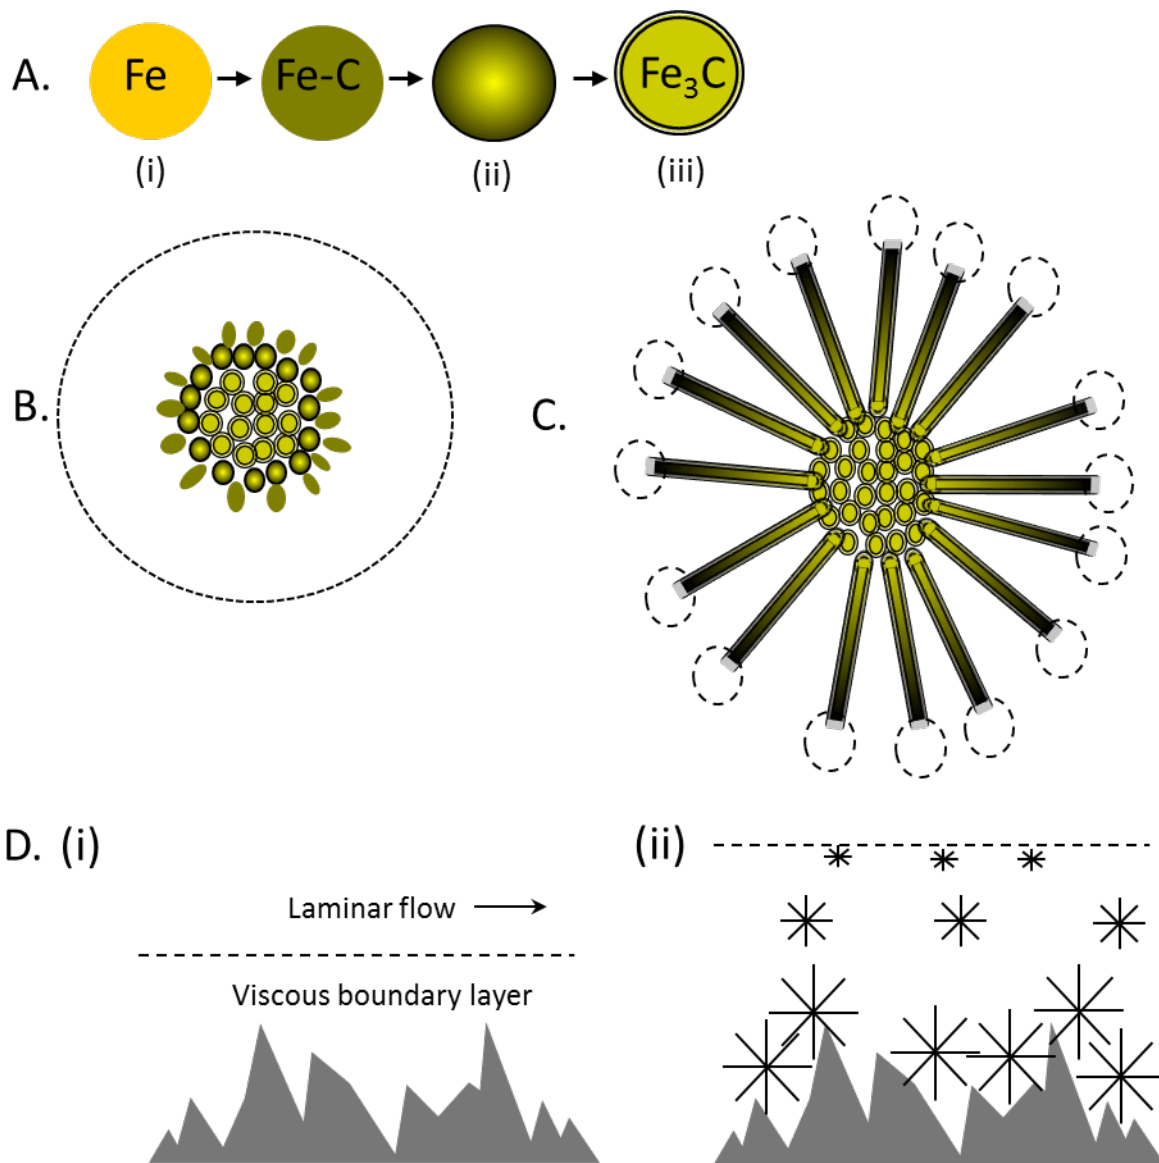 A. Fe Fe-C Fe₃C
(i) (ii) (iii)
B. C.
D. (i) (ii)
Laminar flow
Viscous boundary layer